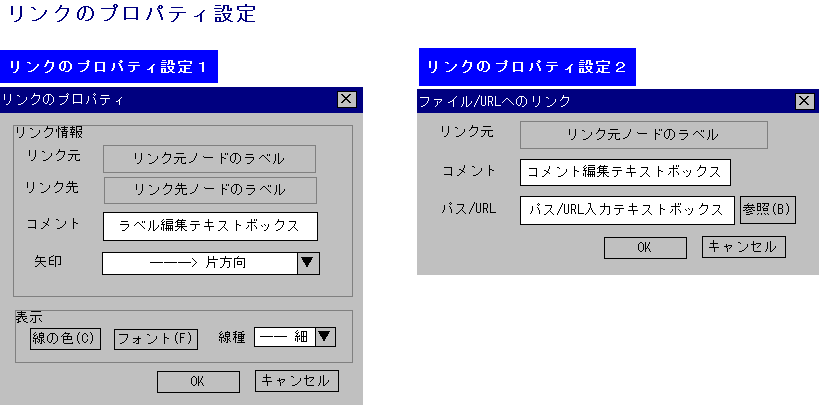 リンクのプロパティ設定
リンクのプロパティ設定1
リンクのプロパティ
リンク情報
リンク元 リンク元ノードのラベル
リンク先 リンク先ノードのラベル
コメント ラベル編集テキストボックス
矢印 ―――> 片方向
表示
線の色(C) フォント(F) 線種 ―― 細
OK キャンセル
リンクのプロパティ設定2
ファイル/URLへのリンク
リンク元 リンク元ノードのラベル
コメント コメント編集テキストボックス
パス/URL パス/URL入力テキストボックス 参照(B)
OK キャンセル